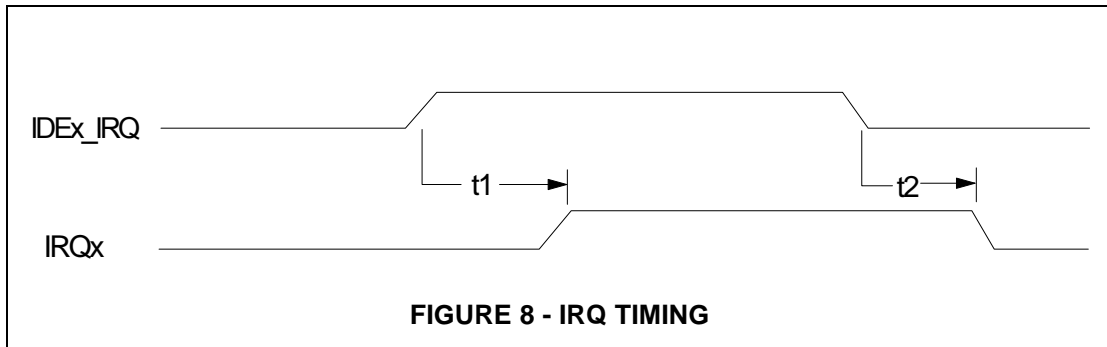 IDEx_IRQ
t1
t2
IRQx
FIGURE 8 - IRQ TIMING